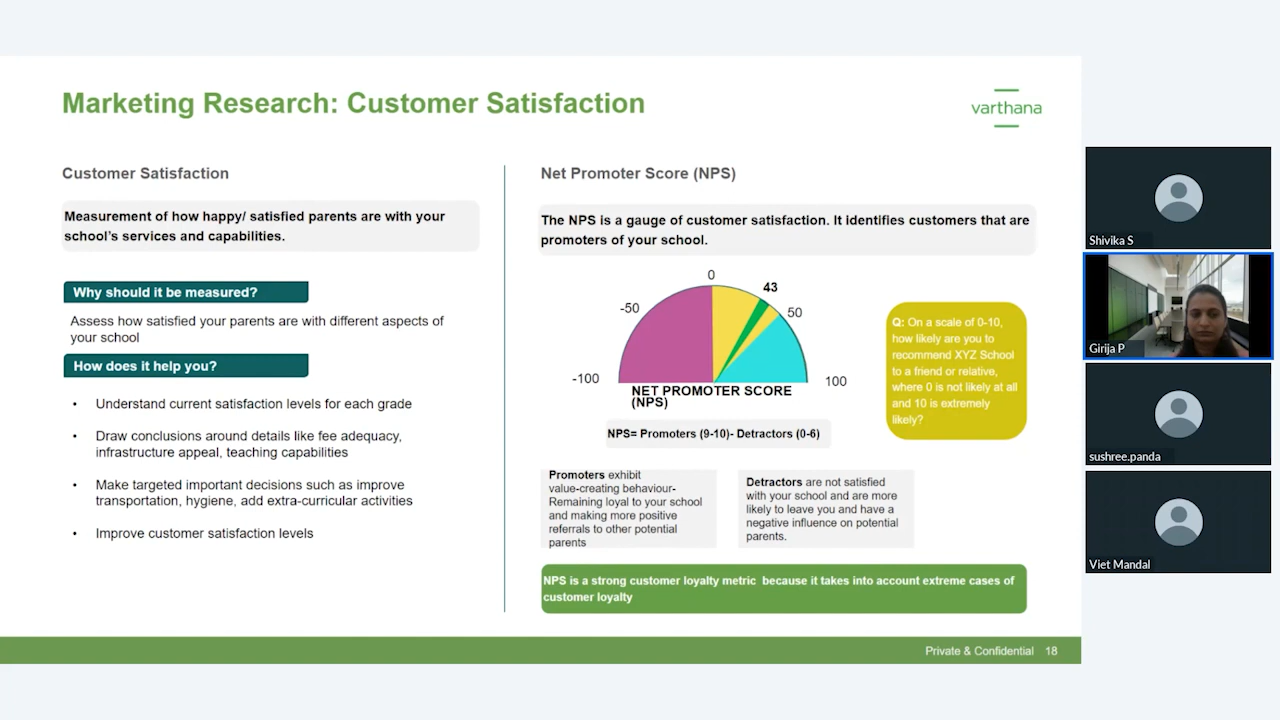 Marketing Research: Customer Satisfaction
varthana
Customer Satisfaction
Measurement of how happy/ satisfied parents are with your
school's services and capabilities.
Why should it be measured?
Assess how satisfied your parents are with different aspects of
your school
How does it help you?
• Understand current satisfaction levels for each grade
• Draw conclusions around details like fee adequacy,
infrastructure appeal, teaching capabilities
• Make targeted important decisions such as improve
transportation, hygiene, add extra-curricular activities
• Improve customer satisfaction levels
Net Promoter Score (NPS)
The NPS is a gauge of customer satisfaction. It identifies customers that are
promoters of your school.
0
43
-50
50
-100
100
NET PROMOTER SCORE
(NPS)
NPS= Promoters (9-10)- Detractors (0-6)
Q: On a scale of 0-10,
how likely are you to
recommend XYZ School
to a friend or relative,
where 0 is not likely at all
and 10 is extremely
likely?
Promoters exhibit
value-creating behaviour-
Remaining loyal to your school
and making more positive
referrals to other potential
parents
Detractors are not satisfied
with your school and are more
likely to leave you and have a
negative influence on potential
parents.
NPS is a strong customer loyalty metric because it takes into account extreme cases of
customer loyalty
Private & Confidential 18
Shivika S
Girija P
sushree.panda
Viet Mandal